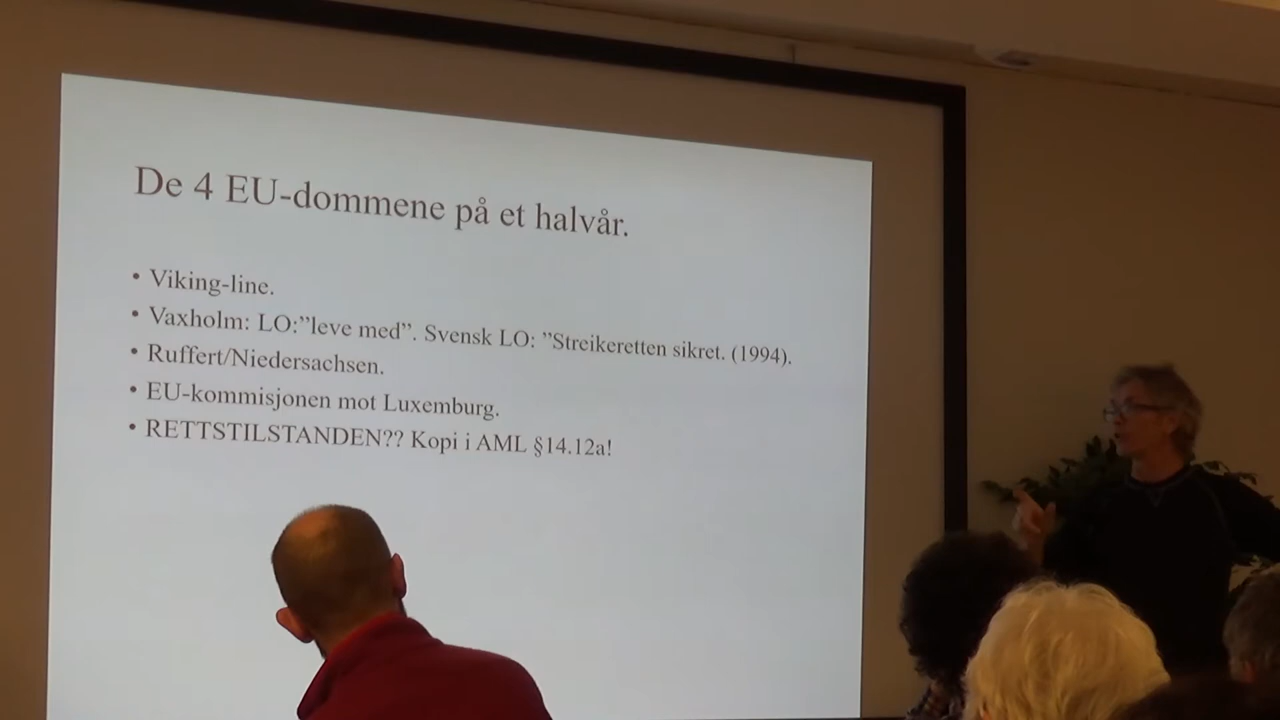 De 4 EU-dommene på et halvår.
• Viking-line.
• Vaxholm: LO:”leve med”. Svensk LO: ”Streikeretten sikret. (1994).
• Ruffert/Niedersachsen.
• EU-kommisjonen mot Luxemburg.
• RETTSTILSTANDEN?? Kopi i AML §14.12a!